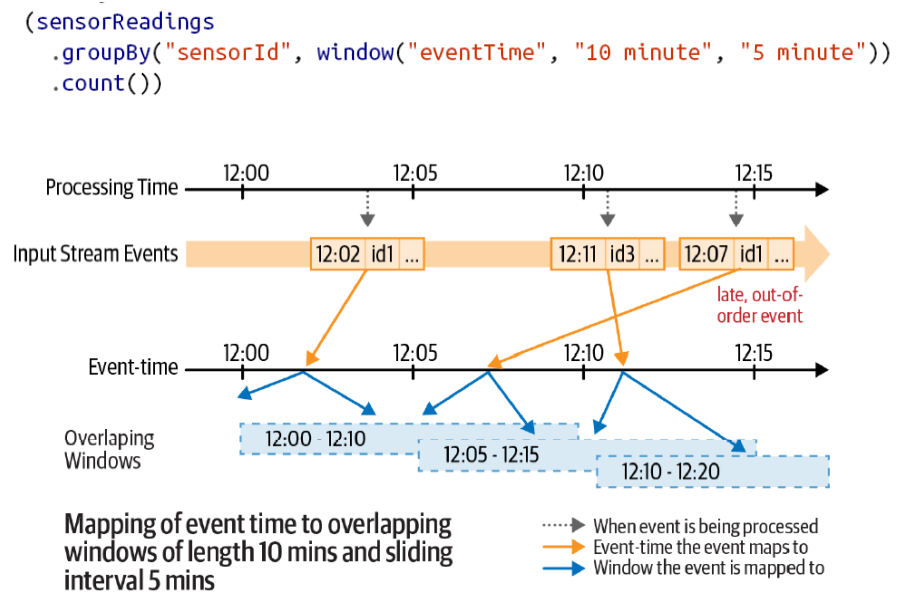 (sensorReadings
.groupBy("sensorId", window("eventTime", "10 minute", "5 minute"))
.count())
12:00 12:05 12:10 12:15
Processing Time
Input Stream Events
12:02 id1 ...
12:11 id3 ...
12:07 id1 ...
late, out-of-
order event
12:00 12:05 12:10 12:15
Event-time
Overlaping
Windows
12:00 - 12:10
12:05 - 12:15
12:10 - 12:20
Mapping of event time to overlapping
windows of length 10 mins and sliding
interval 5 mins
When event is being processed
Event-time the event maps to
Window the event is mapped to